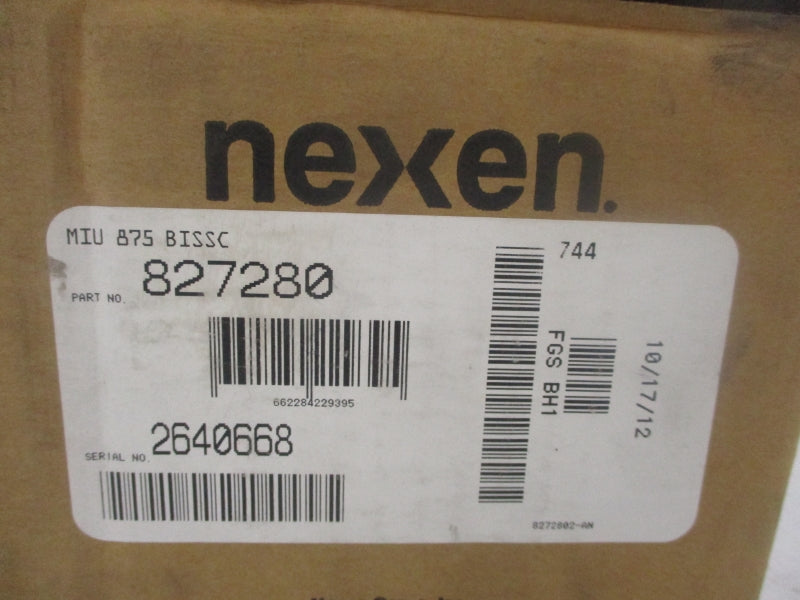 nexen.
MIU 875 BISSC
PART NO. 827280
662284229395
SERIAL NO. 2640668
744
FGS BH1
10/17/12
8272802-AN